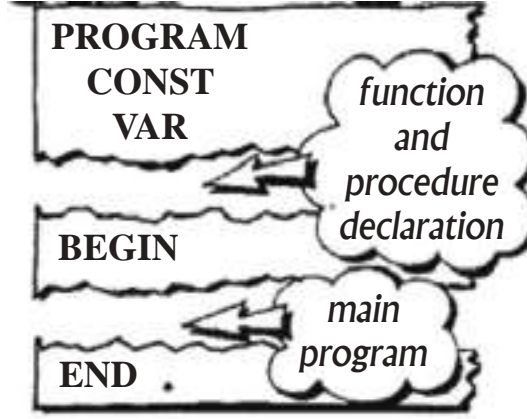 PROGRAM
CONST
VAR
function
and
procedure
declaration
BEGIN
main
program
END .